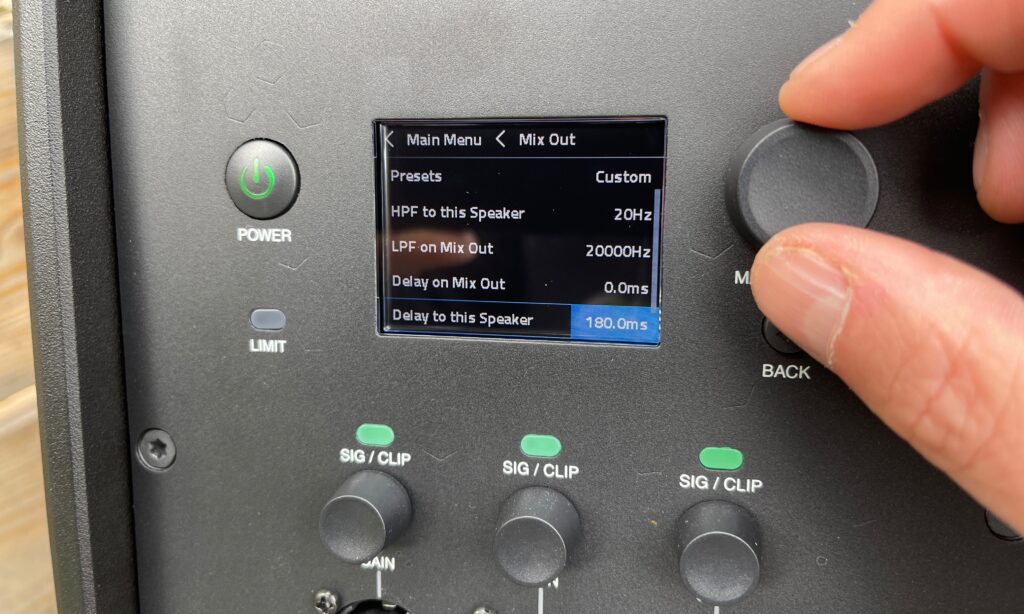 Main Menu Mix Out
Presets Custom
HPF to this Speaker 20Hz
LPF on Mix Out 20000Hz
Delay on Mix Out 0.0ms
Delay to this Speaker 180.0ms
POWER
LIMIT
BACK
SIG / CLIP
SIG / CLIP
SIG / CLIP